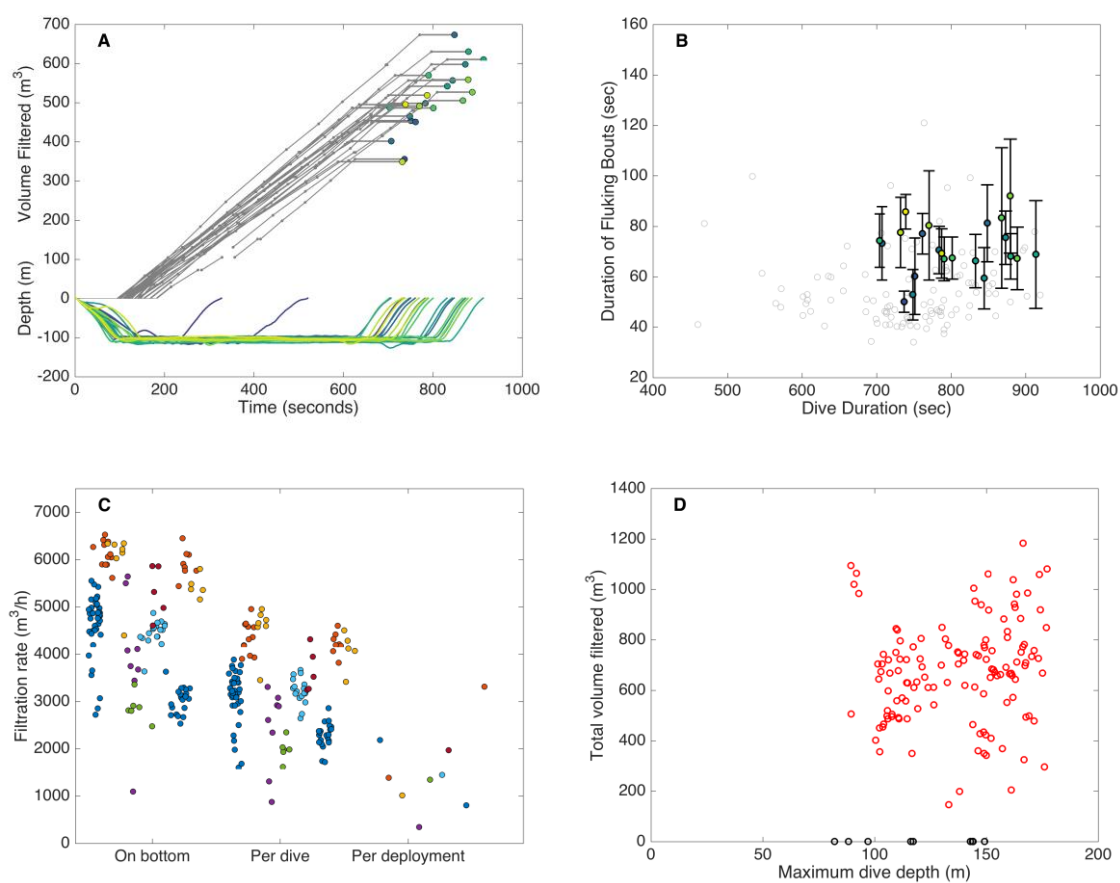 A
700
600
500
400
300
200
100
0
-100
-200
Volume Filtered (m³)
Depth (m)
0 200 400 600 800 1000
Time (seconds)
B
160
140
120
100
80
60
40
20
Duration of Fluking Bouts (sec)
400 500 600 700 800 900 1000
Dive Duration (sec)
C
7000
6000
5000
4000
3000
2000
1000
0
Filtration rate (m³/h)
On bottom Per dive Per deployment
D
1400
1200
1000
800
600
400
200
0
Total volume filtered (m³)
0 50 100 150 200
Maximum dive depth (m)